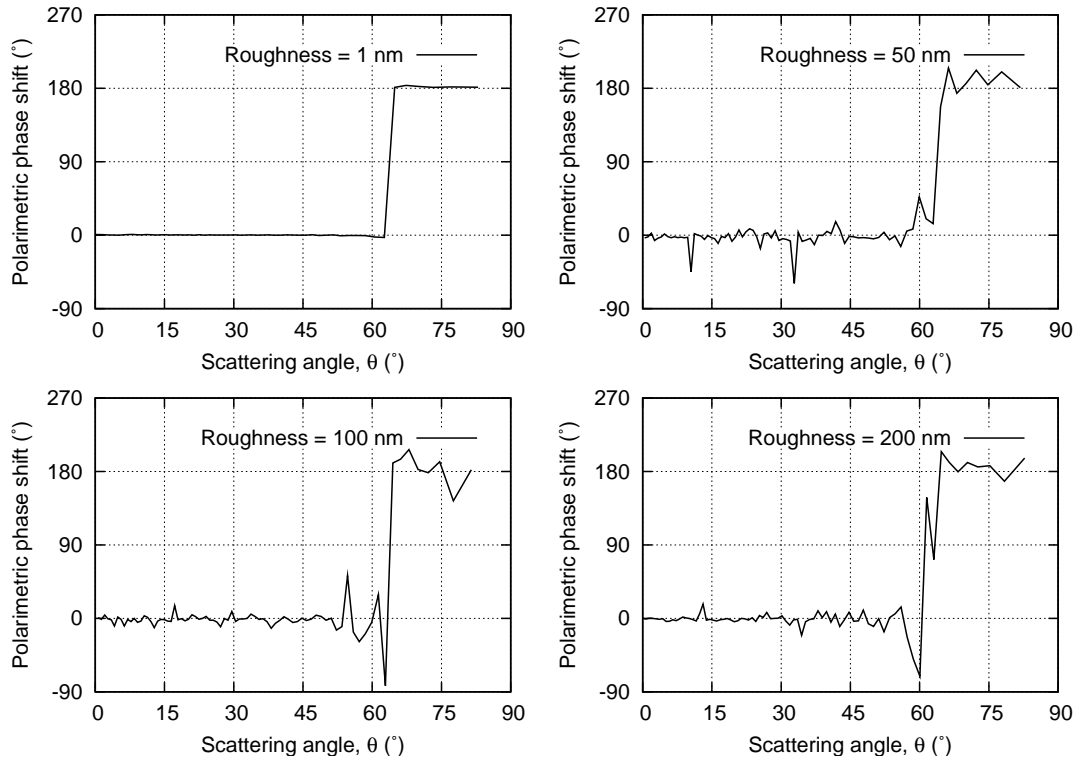 Polarimetric phase shift (°)
270
180
90
0
-90
Roughness = 1 nm
0 15 30 45 60 75 90
Scattering angle, θ (°)
Polarimetric phase shift (°)
270
180
90
0
-90
Roughness = 50 nm
0 15 30 45 60 75 90
Scattering angle, θ (°)
Polarimetric phase shift (°)
270
180
90
0
-90
Roughness = 100 nm
0 15 30 45 60 75 90
Scattering angle, θ (°)
Polarimetric phase shift (°)
270
180
90
0
-90
Roughness = 200 nm
0 15 30 45 60 75 90
Scattering angle, θ (°)